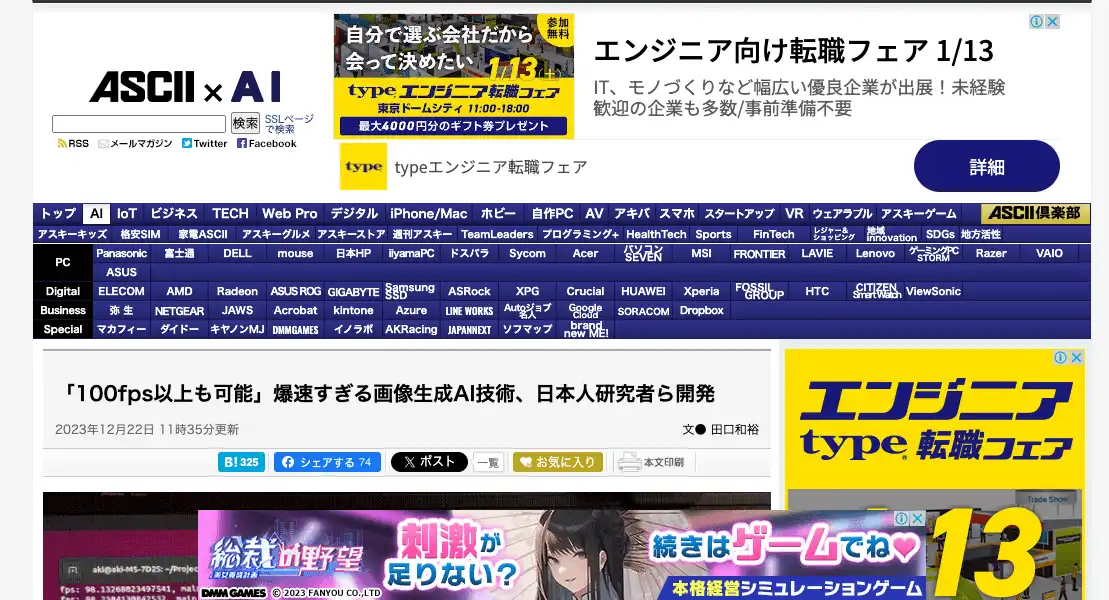 自分で選ぶ会社だから
会って決めたい
参加
無料
1/13(土)
typeエンジニア転職フェア
東京ドームシティ 11:00-18:00
最大4000円分のギフト券プレゼント
エンジニア向け転職フェア 1/13
IT、モノづくりなど幅広い優良企業が出展！未経験
歓迎の企業も多数/事前準備不要
type
typeエンジニア転職フェア
詳細
ASCII × AI
検索
SSLページ
で検索
RSS メールマガジン Twitter Facebook
トップ AI IoT ビジネス TECH Web Pro デジタル iPhone/Mac ホビー 自作PC AV アキバ スマホ スタートアップ VR ウェアラブル アスキーゲーム ASCII倶楽部
アスキーキッズ 格安SIM 家電ASCII アスキーグルメ アスキーストア 週刊アスキー TeamLeaders プログラミング+ HealthTech Sports FinTech レジャー&ショッピング 地域innovation SDGs 地方活性
PC
Panasonic 富士通 DELL mouse 日本HP iiyamaPC ドスパラ Sycom Acer パソコンSEVEN MSI FRONTIER LAVIE Lenovo ゲーミングPC STORM Razer VAIO
ASUS
Digital ELECOM AMD Radeon ASUS ROG GIGABYTE Samsung SSD ASRock XPG Crucial HUAWEI Xperia FOSSIL GROUP HTC CITIZEN SmartWatch ViewSonic
Business 弥生 NETGEAR JAWS Acrobat kintone Azure LINE WORKS Autoジョブ名人 Google Cloud SORACOM Dropbox
Special マカフィー ダイドー キヤノンMJ DMMGAMES イノラボ AKRacing JAPANNEXT ソフマップ brand new ME!
「100fps以上も可能」爆速すぎる画像生成AI技術、日本人研究者ら開発
2023年12月22日 11時35分更新
文● 田口和裕
B! 325 シェアする 74 ポスト 一覧 お気に入り 本文印刷
エンジニア
type®転職フェア
Trade Show
13
aki@aki-MS-7D25: ~/Projec
fps: 98.13268823497541, mai
総裁の野望
美女養成計画
DMM GAMES © 2023 FANYOU CO.,LTD
刺激が
足りない？
続きはゲームでね♥
本格経営シミュレーションゲーム